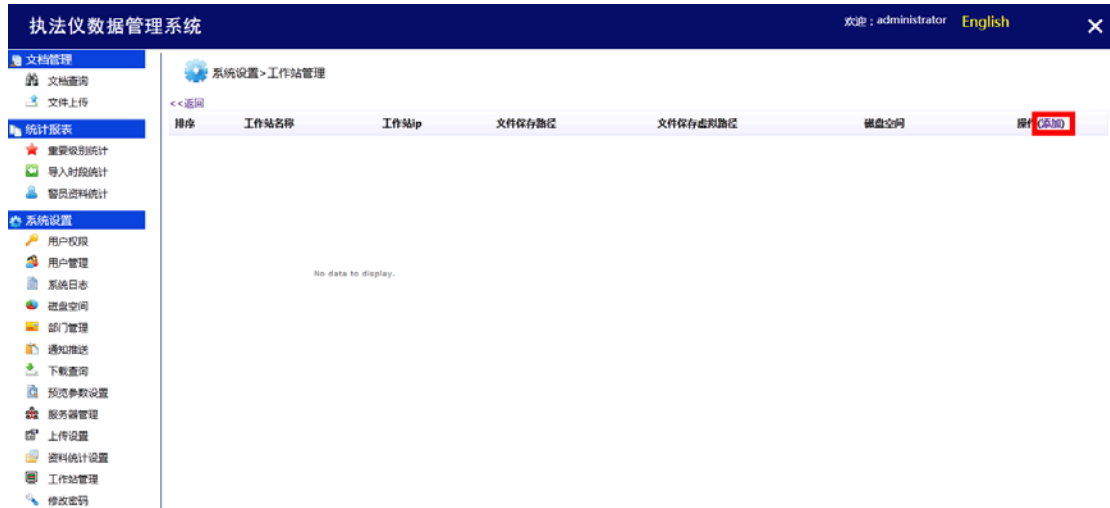 执法仪数据管理系统
欢迎：administrator English
文档管理
文档查询
文件上传
统计报表
重要级别统计
导入时段统计
警员资料统计
系统设置
用户权限
用户管理
系统日志
磁盘空间
部门管理
通知推送
下载查询
预览参数设置
服务器管理
上传设置
资料统计设置
工作站管理
修改密码
系统设置>工作站管理
<<返回
排序 工作站名称 工作站ip 文件保存路径 文件保存虚拟路径 磁盘空间 操作(添加)
No data to display.